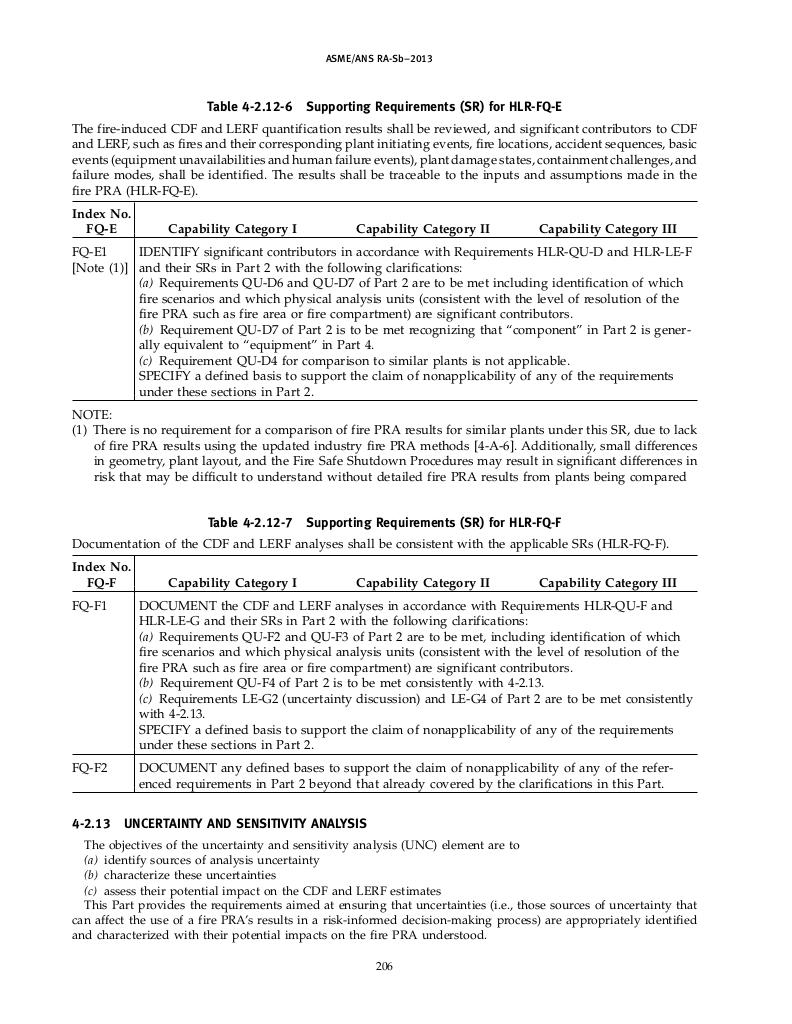 ASME/ANS RA-Sb–2013
Table 4-2.12-6 Supporting Requirements (SR) for HLR-FQ-E
The fire-induced CDF and LERF quantification results shall be reviewed, and significant contributors to CDF
and LERF, such as fires and their corresponding plant initiating events, fire locations, accident sequences, basic
events (equipment unavailabilities and human failure events), plant damage states, containment challenges, and
failure modes, shall be identified. The results shall be traceable to the inputs and assumptions made in the
fire PRA (HLR-FQ-E).
Index No.
FQ-E Capability Category I Capability Category II Capability Category III
FQ-E1 IDENTIFY significant contributors in accordance with Requirements HLR-QU-D and HLR-LE-F
[Note (1)] and their SRs in Part 2 with the following clarifications:
(a) Requirements QU-D6 and QU-D7 of Part 2 are to be met including identification of which
fire scenarios and which physical analysis units (consistent with the level of resolution of the
fire PRA such as fire area or fire compartment) are significant contributors.
(b) Requirement QU-D7 of Part 2 is to be met recognizing that “component” in Part 2 is gener-
ally equivalent to “equipment” in Part 4.
(c) Requirement QU-D4 for comparison to similar plants is not applicable.
SPECIFY a defined basis to support the claim of nonapplicability of any of the requirements
under these sections in Part 2.
NOTE:
(1) There is no requirement for a comparison of fire PRA results for similar plants under this SR, due to lack
of fire PRA results using the updated industry fire PRA methods [4-A-6]. Additionally, small differences
in geometry, plant layout, and the Fire Safe Shutdown Procedures may result in significant differences in
risk that may be difficult to understand without detailed fire PRA results from plants being compared
Table 4-2.12-7 Supporting Requirements (SR) for HLR-FQ-F
Documentation of the CDF and LERF analyses shall be consistent with the applicable SRs (HLR-FQ-F).
Index No.
FQ-F Capability Category I Capability Category II Capability Category III
FQ-F1 DOCUMENT the CDF and LERF analyses in accordance with Requirements HLR-QU-F and
HLR-LE-G and their SRs in Part 2 with the following clarifications:
(a) Requirements QU-F2 and QU-F3 of Part 2 are to be met, including identification of which
fire scenarios and which physical analysis units (consistent with the level of resolution of the
fire PRA such as fire area or fire compartment) are significant contributors.
(b) Requirement QU-F4 of Part 2 is to be met consistently with 4-2.13.
(c) Requirements LE-G2 (uncertainty discussion) and LE-G4 of Part 2 are to be met consistently
with 4-2.13.
SPECIFY a defined basis to support the claim of nonapplicability of any of the requirements
under these sections in Part 2.
FQ-F2 DOCUMENT any defined bases to support the claim of nonapplicability of any of the refer-
enced requirements in Part 2 beyond that already covered by the clarifications in this Part.
4-2.13 UNCERTAINTY AND SENSITIVITY ANALYSIS
The objectives of the uncertainty and sensitivity analysis (UNC) element are to
(a) identify sources of analysis uncertainty
(b) characterize these uncertainties
(c) assess their potential impact on the CDF and LERF estimates
This Part provides the requirements aimed at ensuring that uncertainties (i.e., those sources of uncertainty that
can affect the use of a fire PRA’s results in a risk-informed decision-making process) are appropriately identified
and characterized with their potential impacts on the fire PRA understood.
206